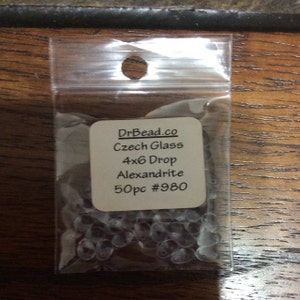 DrBead.co
Czech Glass
4x6 Drop
Alexandrite
50pc #980